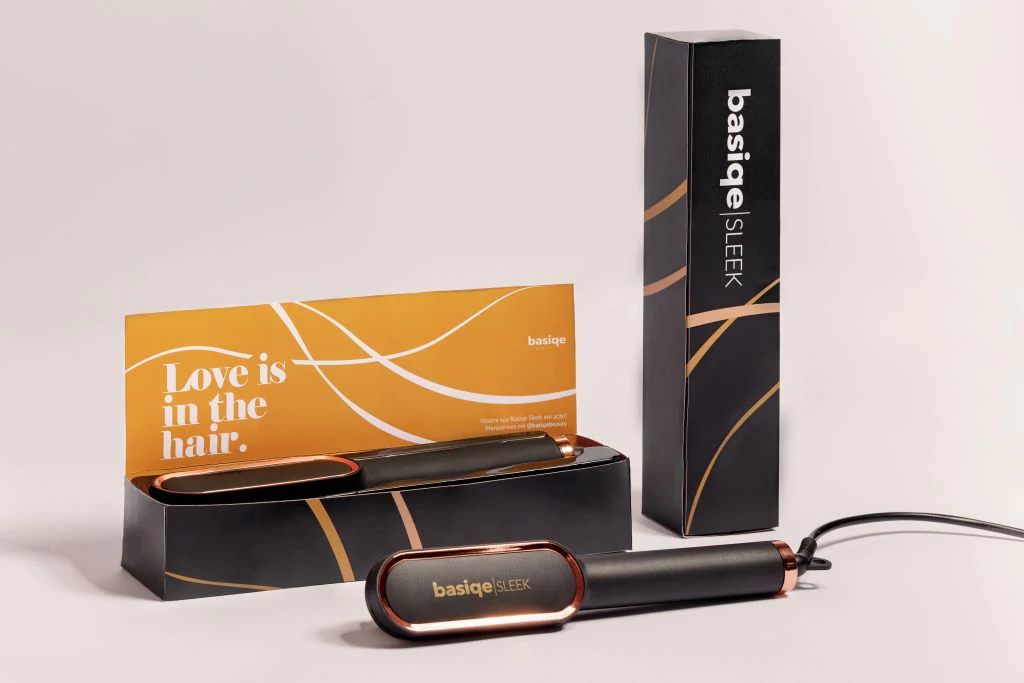 Love is
in the
hair.
basiqe
Mostre sua Basiqe Sleek em ação!
Marque-nos em @basiqebeauty
basiqe|SLEEK
basiqe|SLEEK